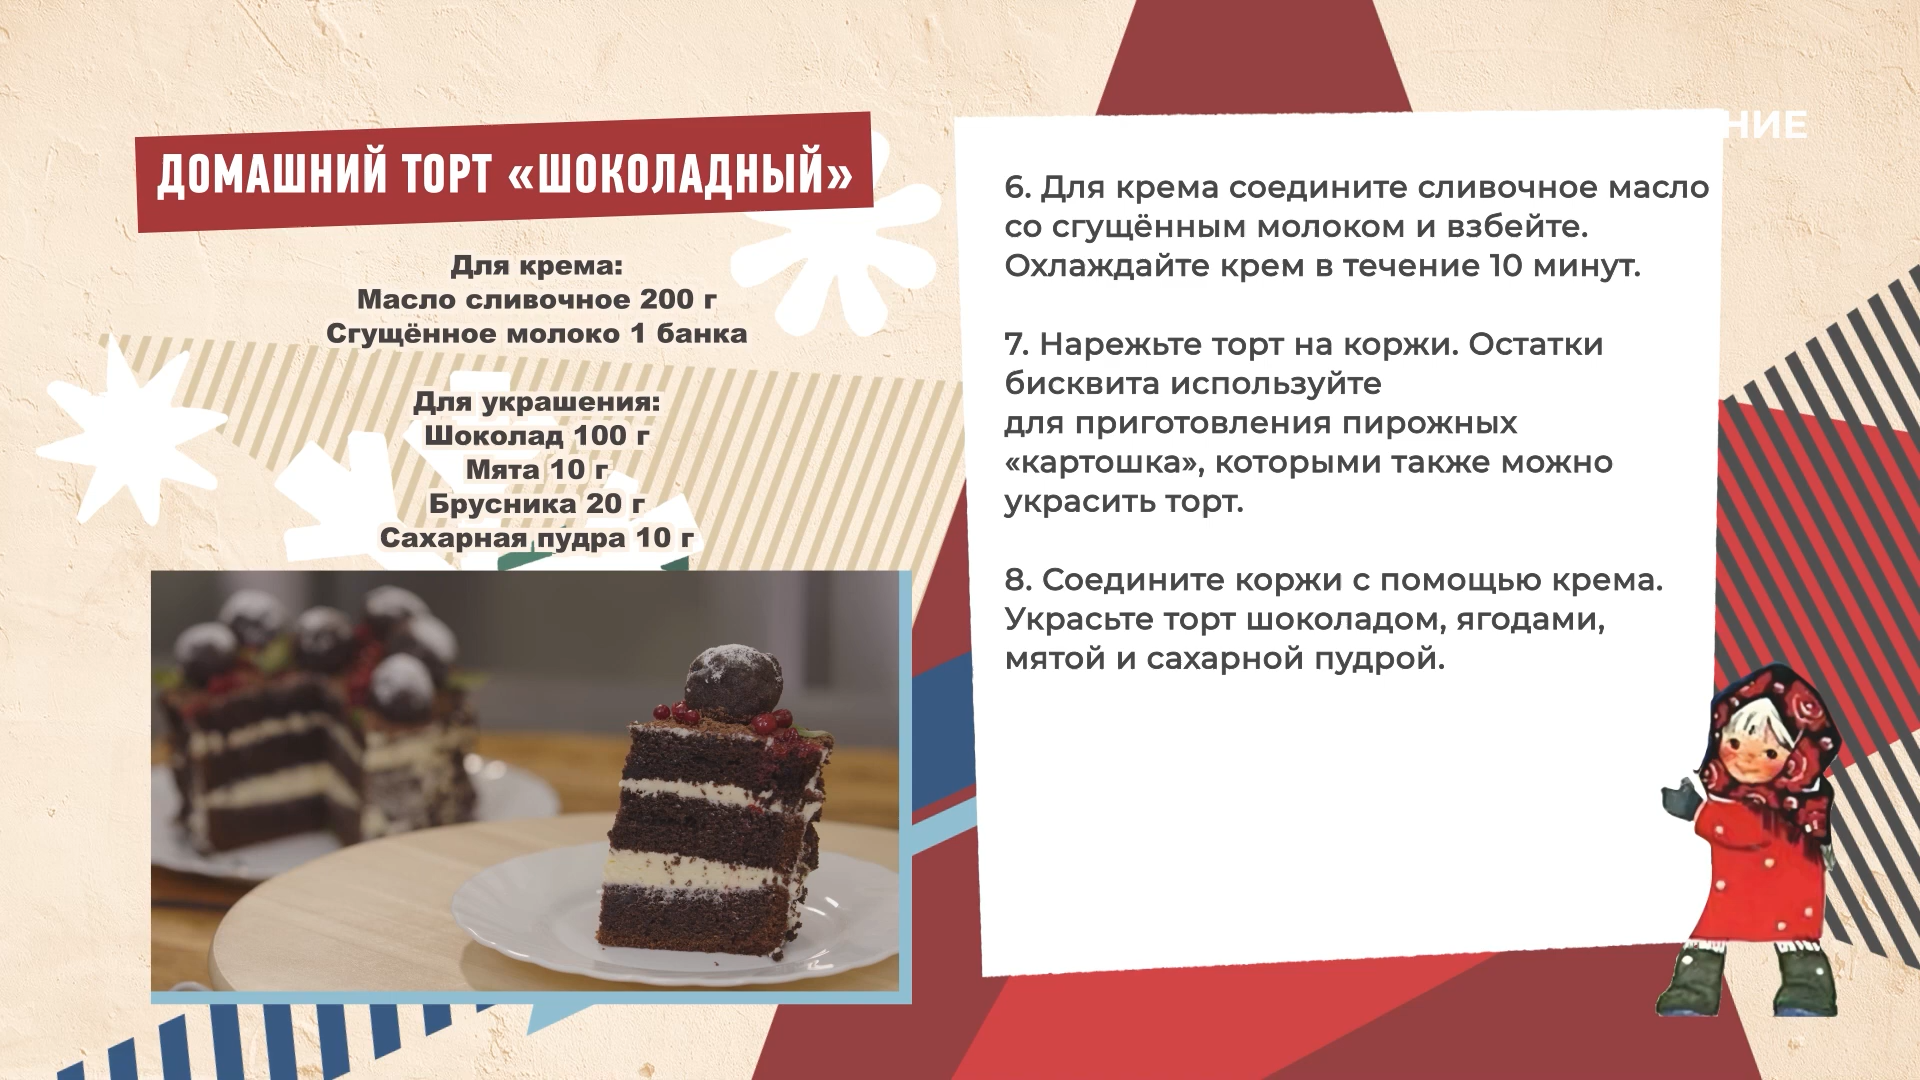 ДОМАШНИЙ ТОРТ «ШОКОЛАДНЫЙ»
Для крема:
Масло сливочное 200 г
Сгущённое молоко 1 банка
Для украшения:
Шоколад 100 г
Мята 10 г
Брусника 20 г
Сахарная пудра 10 г
6. Для крема соедините сливочное масло
со сгущённым молоком и взбейте.
Охлаждайте крем в течение 10 минут.
7. Нарежьте торт на коржи. Остатки
бисквита используйте
для приготовления пирожных
«картошка», которыми также можно
украсить торт.
8. Соедините коржи с помощью крема.
Украсьте торт шоколадом, ягодами,
мятой и сахарной пудрой.